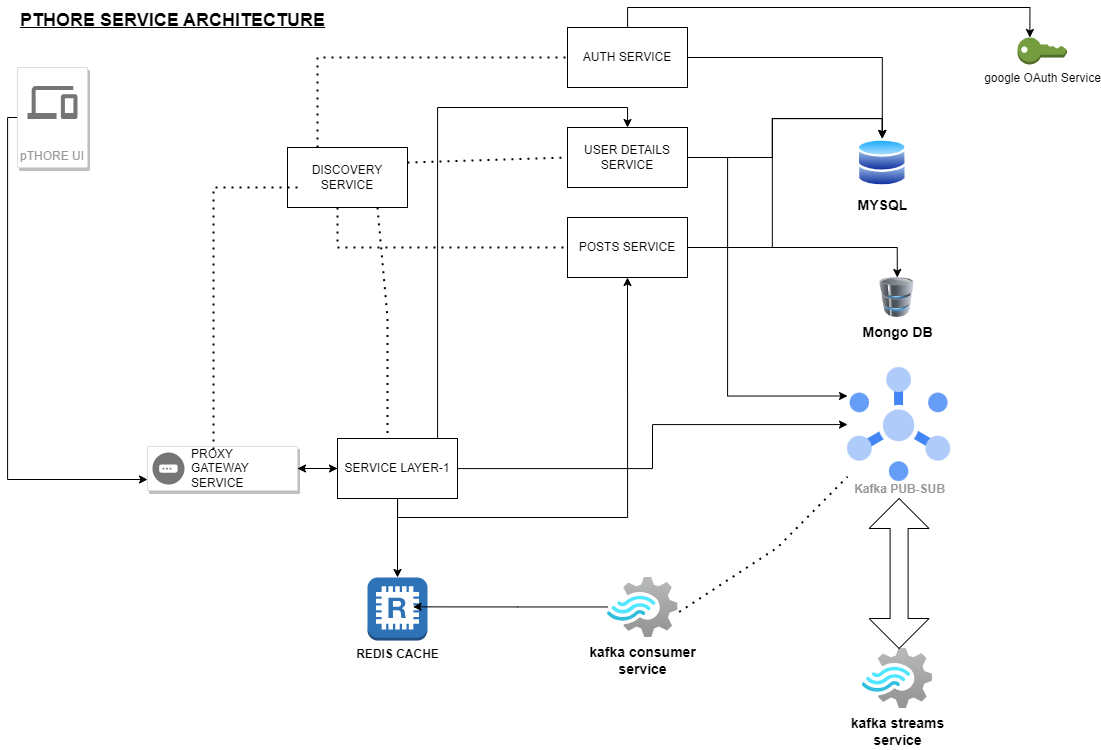 PTHORE SERVICE ARCHITECTURE
AUTH SERVICE
google OAuth Service
pTHORE UI
USER DETAILS
SERVICE
DISCOVERY
SERVICE
MYSQL
POSTS SERVICE
Mongo DB
PROXY
GATEWAY
SERVICE
SERVICE LAYER-1
Kafka PUB-SUB
R
REDIS CACHE
kafka consumer
service
kafka streams
service